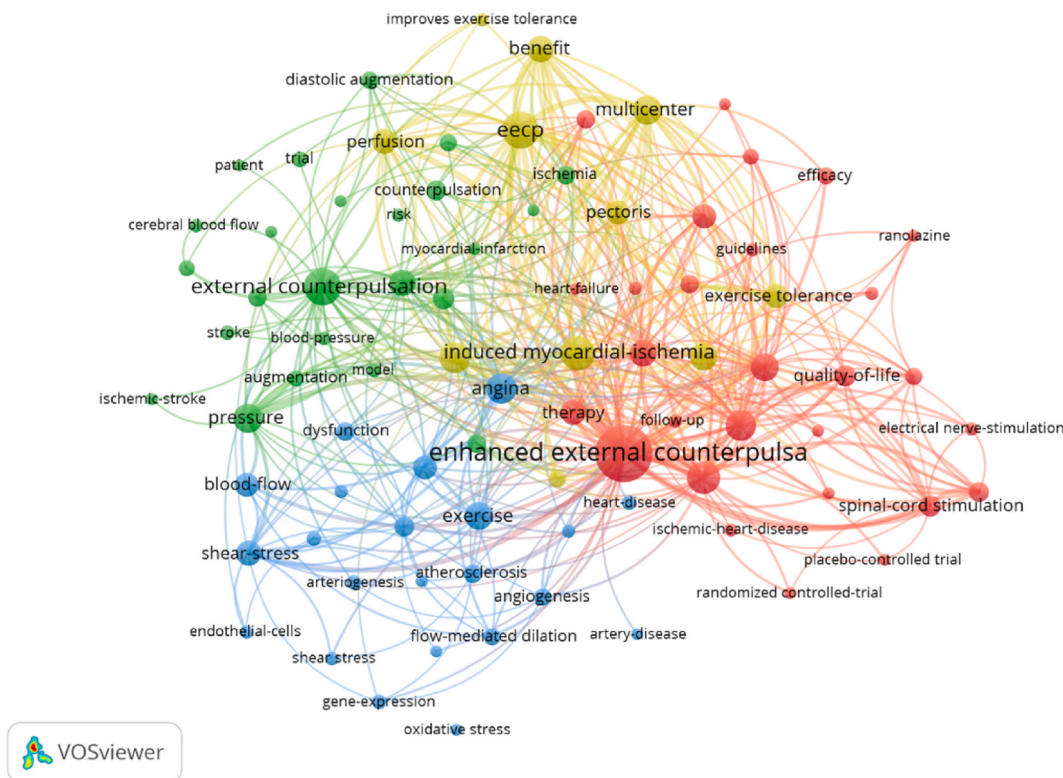 improves exercise tolerance
benefit
diastolic augmentation
multicenter
eecp
perfusion
trial
patient
ischemia
efficacy
counterpulsation
risk
pectoris
cerebral blood flow
ranolazine
myocardial-infarction
guidelines
external counterpulsation
heart-failure
exercise tolerance
stroke
blood-pressure
induced myocardial-ischemia
augmentation
model
angina
quality-of-life
ischemic-stroke
pressure
therapy
follow-up
electrical nerve-stimulation
dysfunction
enhanced external counterpulsa
blood-flow
heart-disease
spinal-cord stimulation
exercise
ischemic-heart-disease
shear-stress
placebo-controlled trial
atherosclerosis
arteriogenesis
angiogenesis
randomized controlled-trial
endothelial-cells
flow-mediated dilation
artery-disease
shear stress
gene-expression
oxidative stress
VOSviewer